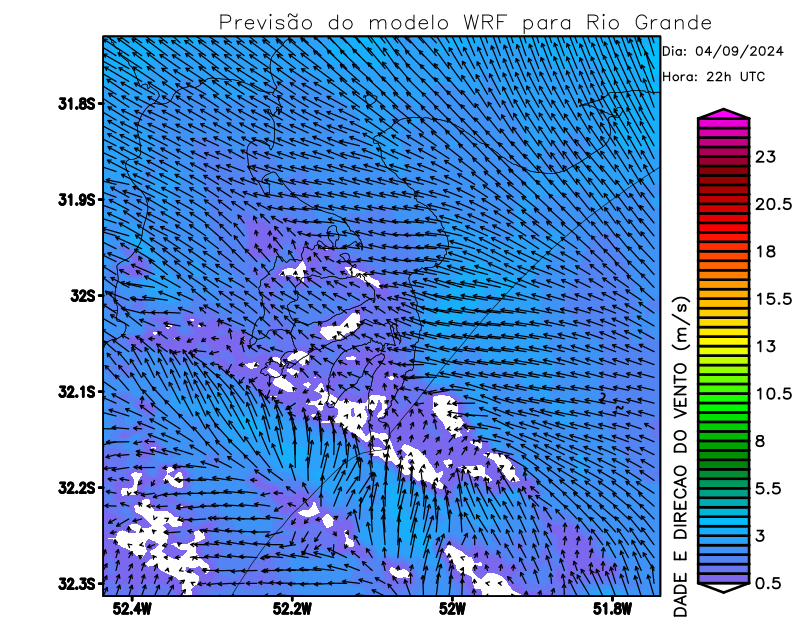 Previsão do modelo WRF para Rio Grande
Dia: 04/09/2024
Hora: 22h UTC
31.8S
31.9S
32S
32.1S
32.2S
32.3S
52.4W
52.2W
52W
51.8W
23
20.5
18
15.5
13
10.5
8
5.5
3
0.5
DADE E DIRECAO DO VENTO (m/s)